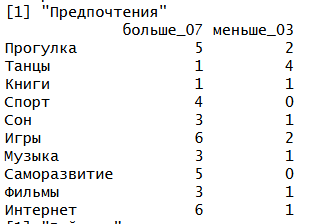 [1] "Предпочтения"
больше_07 меньше_03
Прогулка 5 2
Танцы 1 4
Книги 1 1
Спорт 4 0
Сон 3 1
Игры 6 2
Музыка 3 1
Саморазвитие 5 0
Фильмы 3 1
Интернет 6 1